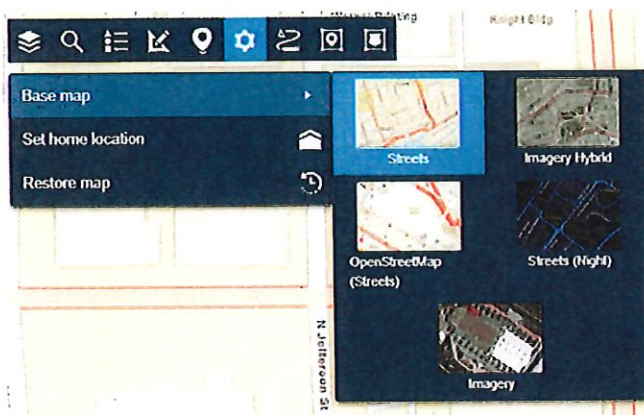 Knight Bldg
Base map
Set home location
Restore map
Streets
Imagery Hybrid
OpenStreetMap
(Streets)
Streets (Night)
Imagery
N Jefferson St